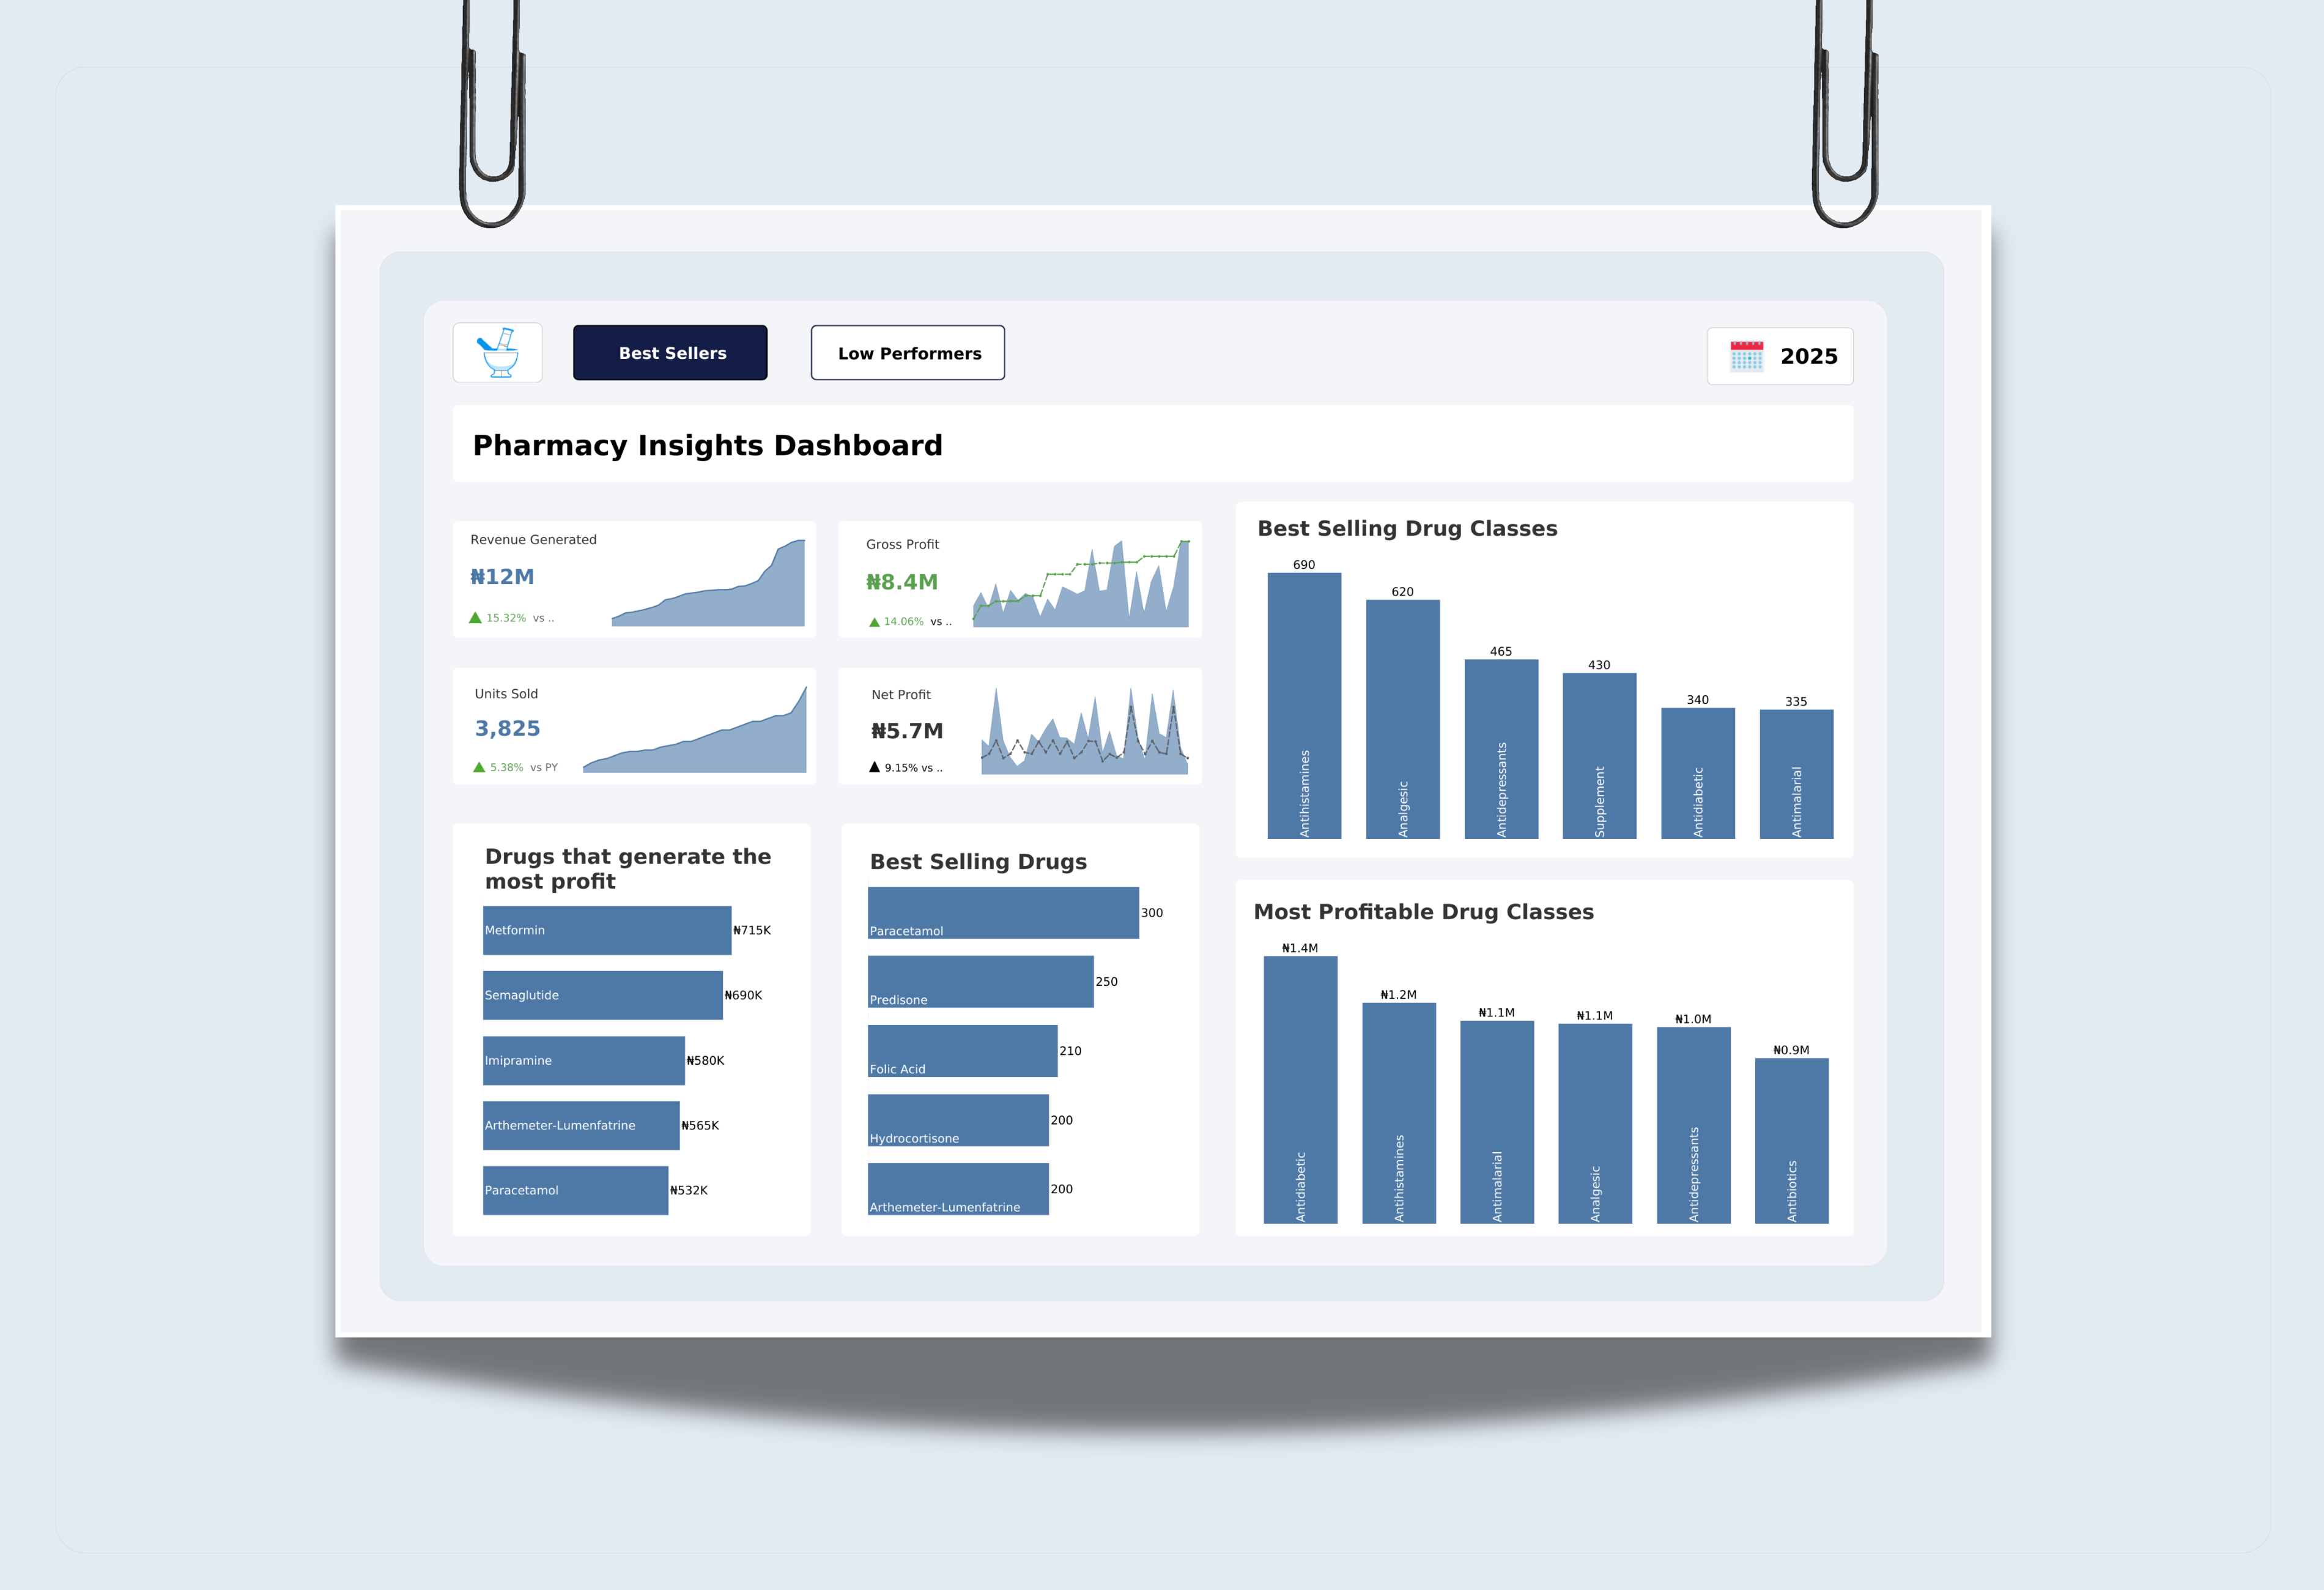 Best Sellers
Low Performers
2025
Pharmacy Insights Dashboard
Revenue Generated
₦12M
▲ 15.32% vs ..
Gross Profit
₦8.4M
▲ 14.06% vs ..
Units Sold
3,825
▲ 5.38% vs PY
Net Profit
₦5.7M
▲ 9.15% vs ..
Best Selling Drug Classes
690
620
465
430
340
335
Antihistamines
Analgesic
Antidepressants
Supplement
Antidiabetic
Antimalarial
Drugs that generate the
most profit
Metformin ₦715K
Semaglutide ₦690K
Imipramine ₦580K
Arthemeter-Lumenfatrine ₦565K
Paracetamol ₦532K
Best Selling Drugs
Paracetamol 300
Predisone 250
Folic Acid 210
Hydrocortisone 200
Arthemeter-Lumenfatrine 200
Most Profitable Drug Classes
₦1.4M
₦1.2M
₦1.1M
₦1.1M
₦1.0M
₦0.9M
Antidiabetic
Antihistamines
Antimalarial
Analgesic
Antidepressants
Antibiotics